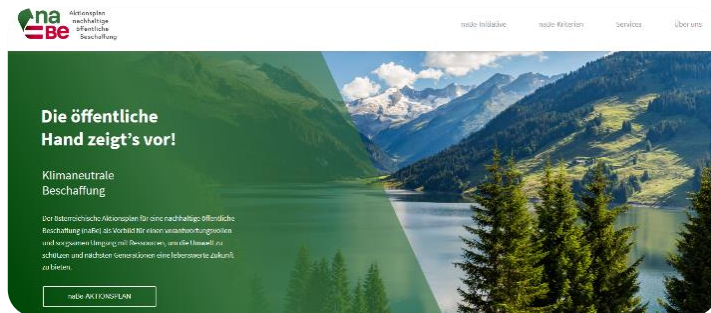 na
Be
Aktionsplan
nachhaltige
öffentliche
Beschaffung
naBe-Initiative naBe-Kriterien Services Über uns
Die öffentliche
Hand zeigt's vor!
Klimaneutrale
Beschaffung
Der österreichische Aktionsplan für eine nachhaltige öffentliche
Beschaffung (naBe) als Vorbild für einen verantwortungsvollen
und sorgsamen Umgang mit Ressourcen, um die Umwelt zu
schützen und nächsten Generationen eine lebenswerte Zukunft
zu bieten.
naBe AKTIONSPLAN